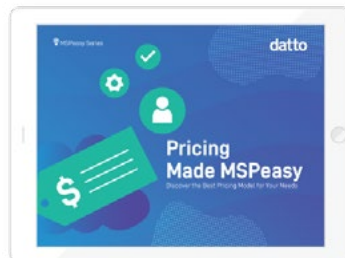 MSPeasy Series
datto
Pricing
Made MSPeasy
Discover the Best Pricing Model for Your Needs
$